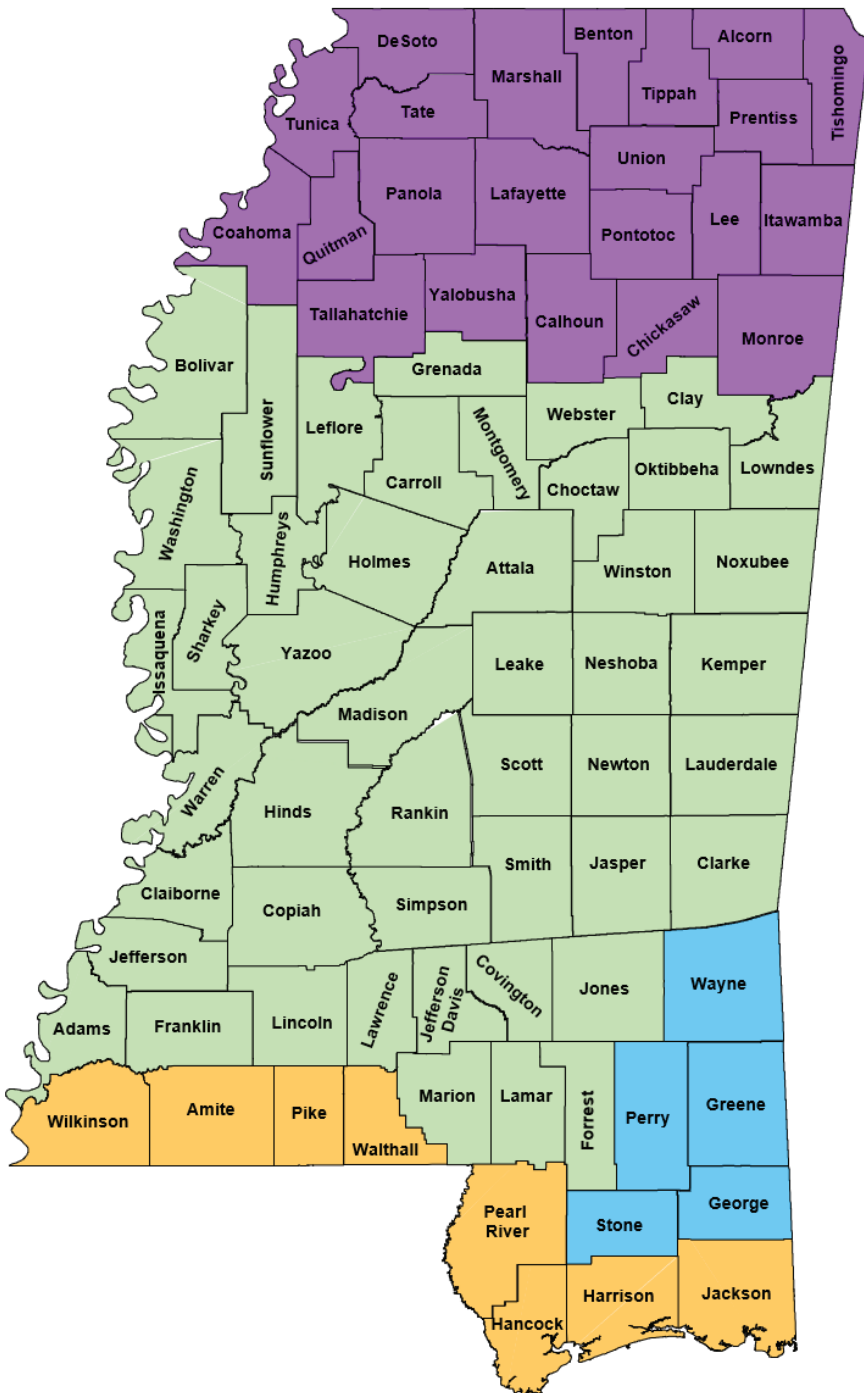 DeSoto
Benton
Alcorn
Marshall
Tippah
Tishomingo
Tate
Tunica
Prentiss
Union
Panola
Lafayette
Coahoma
Quitman
Pontotoc
Lee
Itawamba
Tallahatchie
Yalobusha
Calhoun
Chickasaw
Monroe
Bolivar
Grenada
Sunflower
Leflore
Webster
Clay
Montgomery
Carroll
Choctaw
Oktibbeha
Lowndes
Washington
Humphreys
Holmes
Attala
Winston
Noxubee
Issaquena
Sharkey
Yazoo
Leake
Neshoba
Kemper
Madison
Warren
Scott
Newton
Lauderdale
Hinds
Rankin
Smith
Jasper
Clarke
Claiborne
Copiah
Simpson
Jefferson
Lawrence
Jefferson
Davis
Covington
Jones
Wayne
Adams
Franklin
Lincoln
Marion
Lamar
Forrest
Perry
Greene
Wilkinson
Amite
Pike
Walthall
Pearl
River
Stone
George
Hancock
Harrison
Jackson